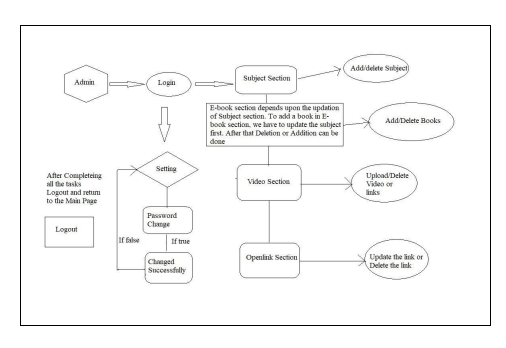 Admin
Login
Subject Section
Add/delete Subject
E-book section depends upon the updation
of Subject section. To add a book in E-
book section, we have to update the subject
first. After that Deletion or Addition can be
done
Add/Delete Books
Setting
After Completeing
all the tasks
Logout and return
to the Main Page
Video Section
Upload/Delete
Video or
links
Password
Change
Logout
If false
If true
Changed
Successfully
Openlink Section
Update the link or
Delete the link